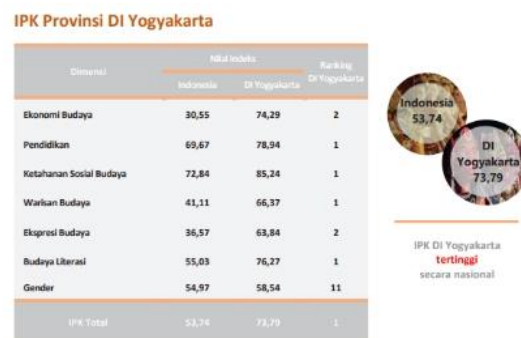 IPK Provinsi DI Yogyakarta
Dimensi Nilai Indeks Ranking DI Yogyakarta
Indonesia DI Yogyakarta
Ekonomi Budaya 30,55 74,29 2
Pendidikan 69,67 78,94 1
Ketahanan Sosial Budaya 72,84 85,24 1
Warisan Budaya 41,11 66,37 1
Ekspresi Budaya 36,57 63,84 2
Budaya Literasi 55,03 76,27 1
Gender 54,97 58,54 11
IPK Total 53,74 73,79 1
Indonesia
53,74
DI
Yogyakarta
73,79
IPK DI Yogyakarta
tertinggi
secara nasional